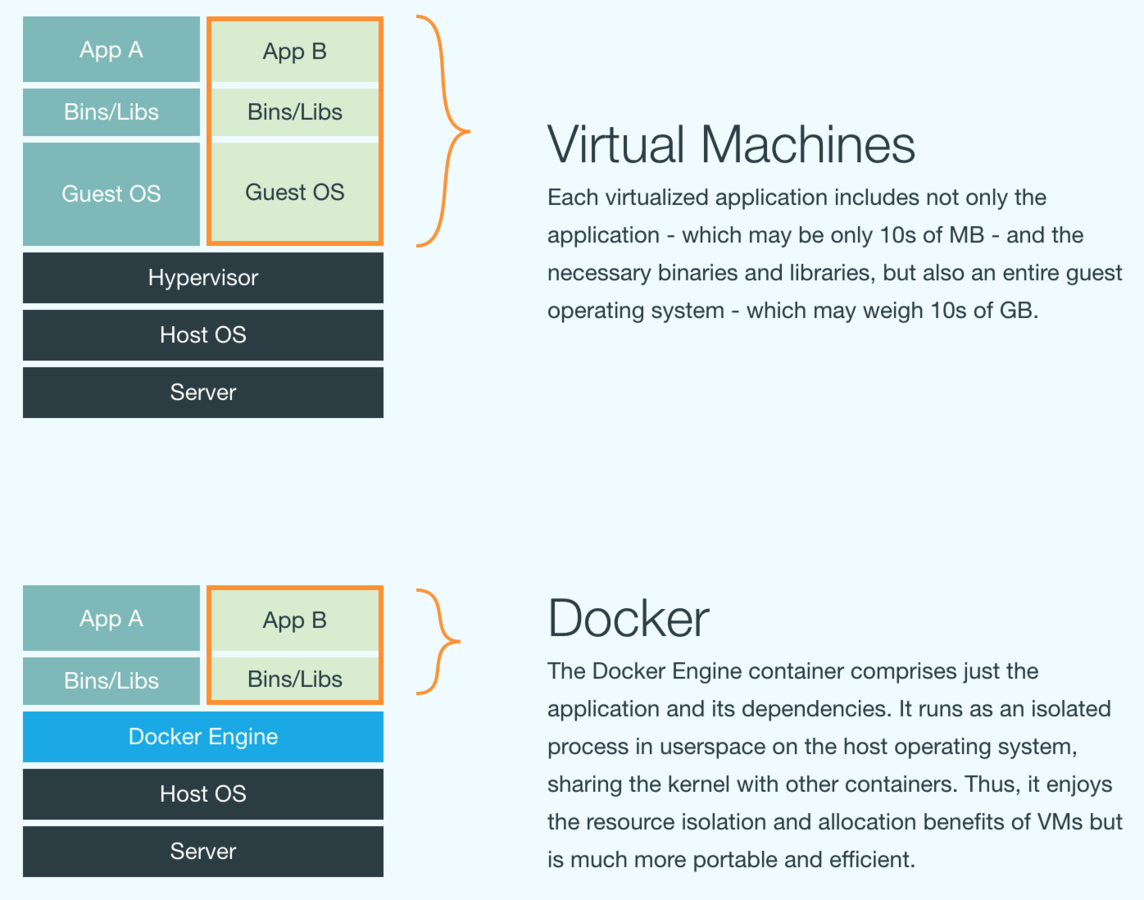 App A
App B
Bins/Libs
Bins/Libs
Guest OS
Guest OS
Hypervisor
Host OS
Server
Virtual Machines
Each virtualized application includes not only the
application - which may be only 10s of MB - and the
necessary binaries and libraries, but also an entire guest
operating system - which may weigh 10s of GB.
App A
App B
Bins/Libs
Bins/Libs
Docker Engine
Host OS
Server
Docker
The Docker Engine container comprises just the
application and its dependencies. It runs as an isolated
process in userspace on the host operating system,
sharing the kernel with other containers. Thus, it enjoys
the resource isolation and allocation benefits of VMs but
is much more portable and efficient.